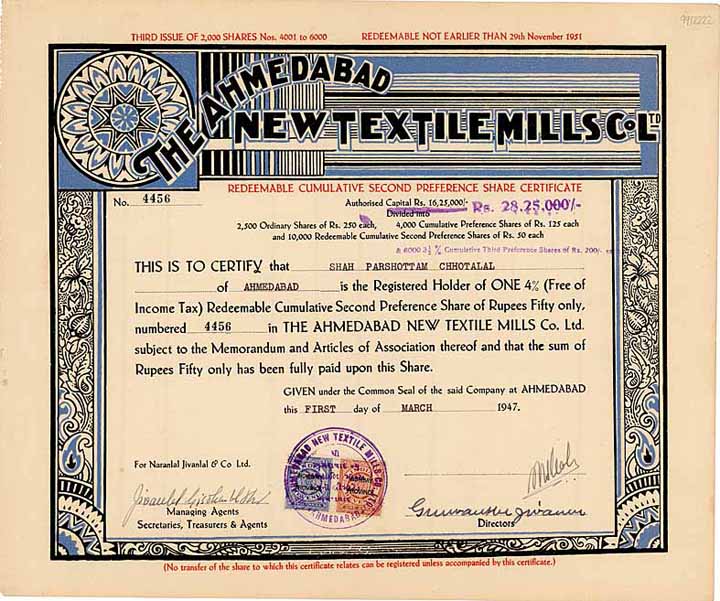 9912222
THIRD ISSUE OF 2,000 SHARES Nos. 4001 to 6000 REDEEMABLE NOT EARLIER THAN 29th November 1951
THE AHMEDABAD
NEW TEXTILE MILLS Co. LTD
REDEEMABLE CUMULATIVE SECOND PREFERENCE SHARE CERTIFICATE
No. 4456 Authorised Capital Rs. 16,25,000/- Rs. 28,25,000/-
Divided into
2,500 Ordinary Shares of Rs. 250 each, 4,000 Cumulative Preference Shares of Rs. 125 each
and 10,000 Redeemable Cumulative Second Preference Shares of Rs. 50 each
& 6000 3½ % Cumulative Third Preference Shares of Rs. 200/-
THIS IS TO CERTIFY that SHAH PARSHOTTAM CHHOTALAL
of AHMEDABAD is the Registered Holder of ONE 4% (Free of
Income Tax) Redeemable Cumulative Second Preference Share of Rupees Fifty only,
numbered 4456 in THE AHMEDABAD NEW TEXTILE MILLS Co. Ltd.
subject to the Memorandum and Articles of Association thereof and that the sum of
Rupees Fifty only has been fully paid upon this Share.
GIVEN under the Common Seal of the said Company at AHMEDABAD
this FIRST day of MARCH 1947.
AHMEDABAD NEW TEXTILE MILLS CO. LTD.
AHMEDABAD
For Naranlal Jivanlal & Co Ltd.
Managing Agents
Secretaries, Treasurers & Agents
Directors
(No transfer of the share to which this certificate relates can be registered unless accompanied by this certificate.)